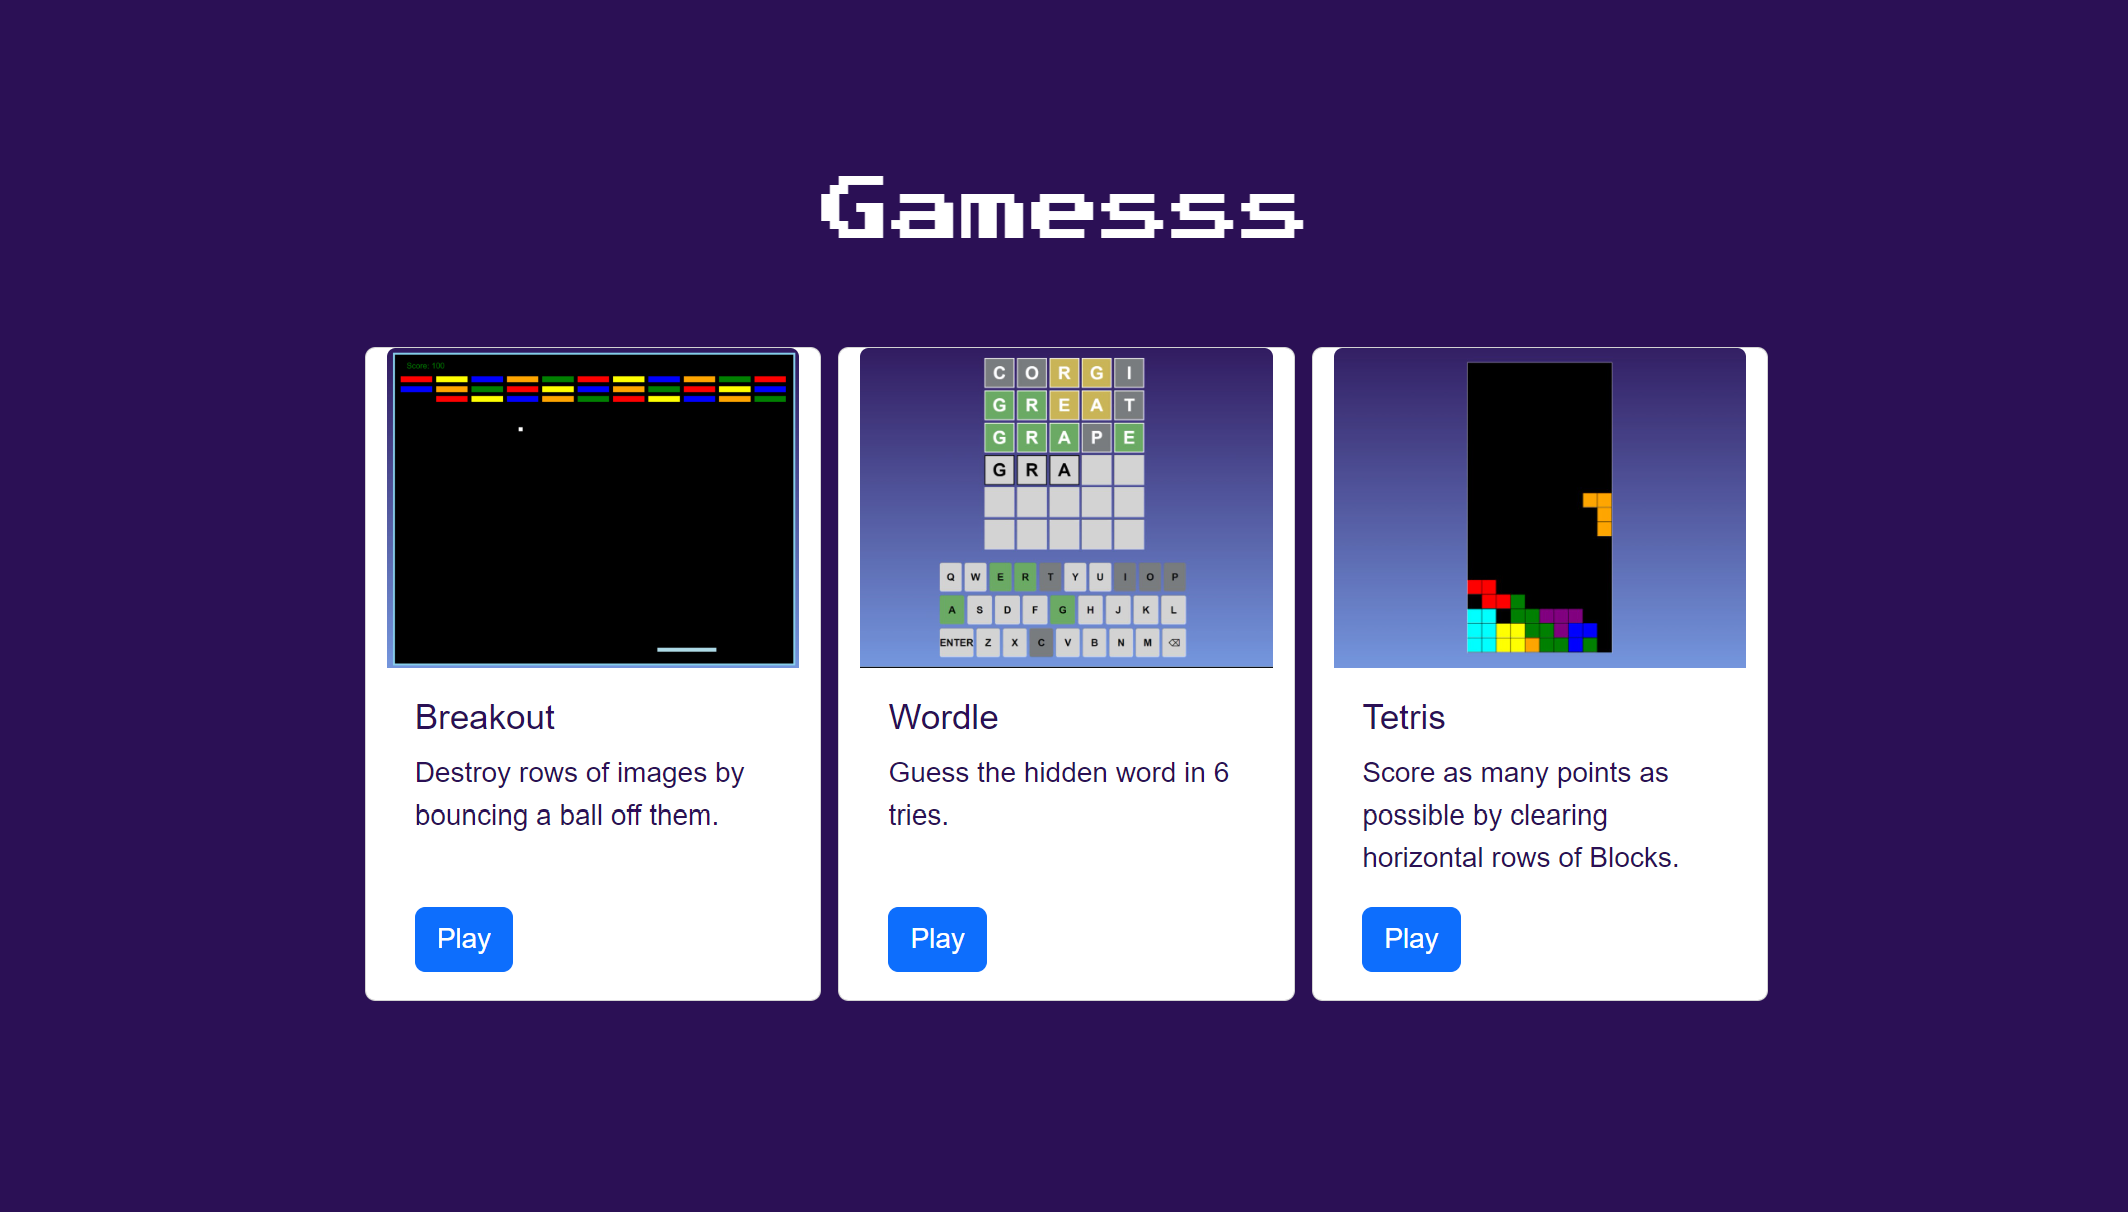 Gamesss
Score: 100
C O R G I
G R E A T
G R A P E
G R A
Q W E R T Y U I O P
A S D F G H J K L
ENTER Z X C V B N M ⌫
Breakout
Destroy rows of images by
bouncing a ball off them.
Play
Wordle
Guess the hidden word in 6
tries.
Play
Tetris
Score as many points as
possible by clearing
horizontal rows of Blocks.
Play